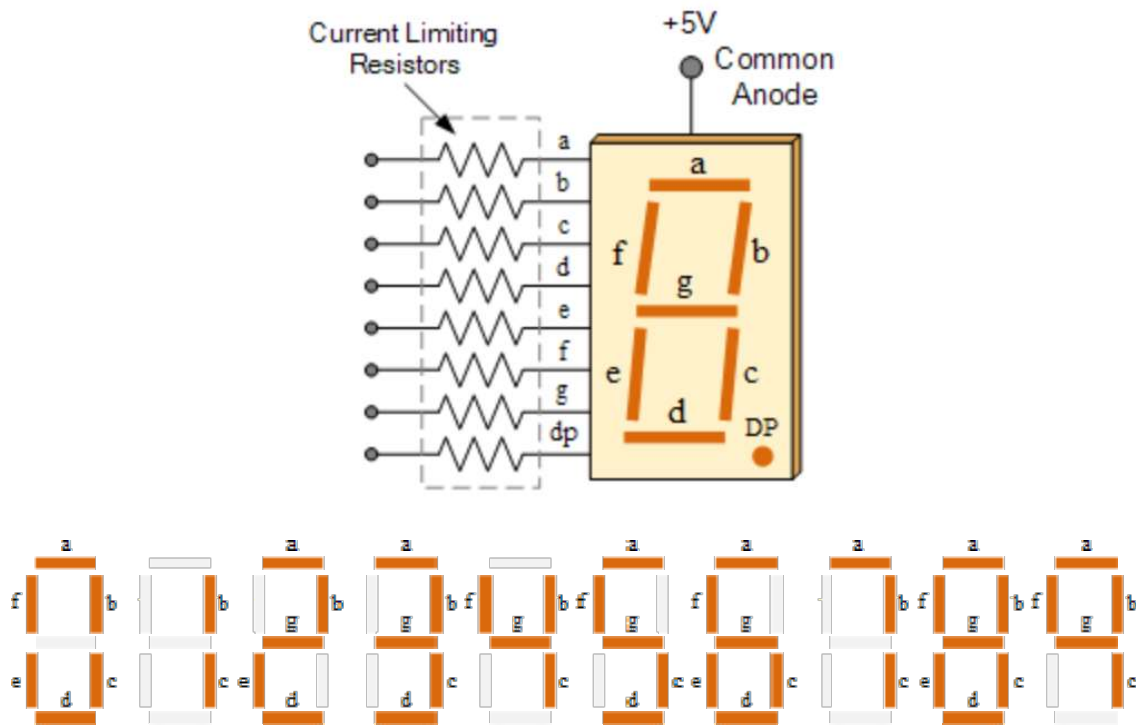 Current Limiting
Resistors
+5V
Common
Anode
a
b
c
d
e
f
g
dp
a
f
b
g
e
c
d
DP
a a a a a a a a
f b b b b f b f f b f b f b
g g g g g g g
e c c e c c c e c c e c c
d d d d d d